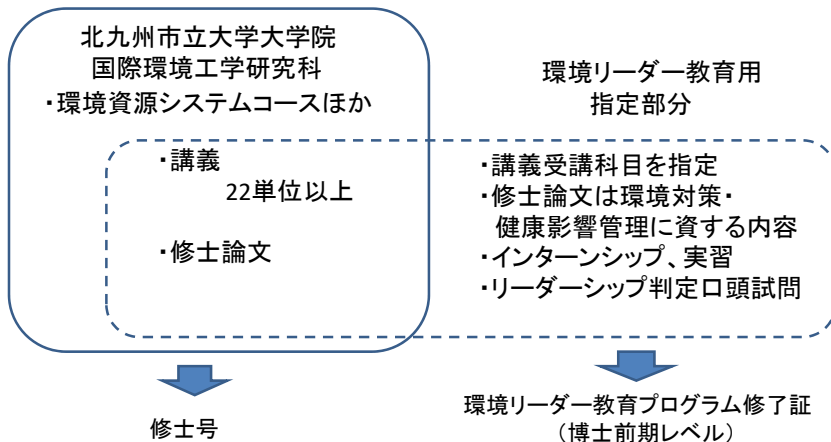 北九州市立大学大学院
国際環境工学研究科
・環境資源システムコースほか
環境リーダー教育用
指定部分
・講義
22単位以上
・修士論文
・講義受講科目を指定
・修士論文は環境対策・
健康影響管理に資する内容
・インターンシップ、実習
・リーダーシップ判定口頭試問
修士号
環境リーダー教育プログラム修了証
（博士前期レベル）